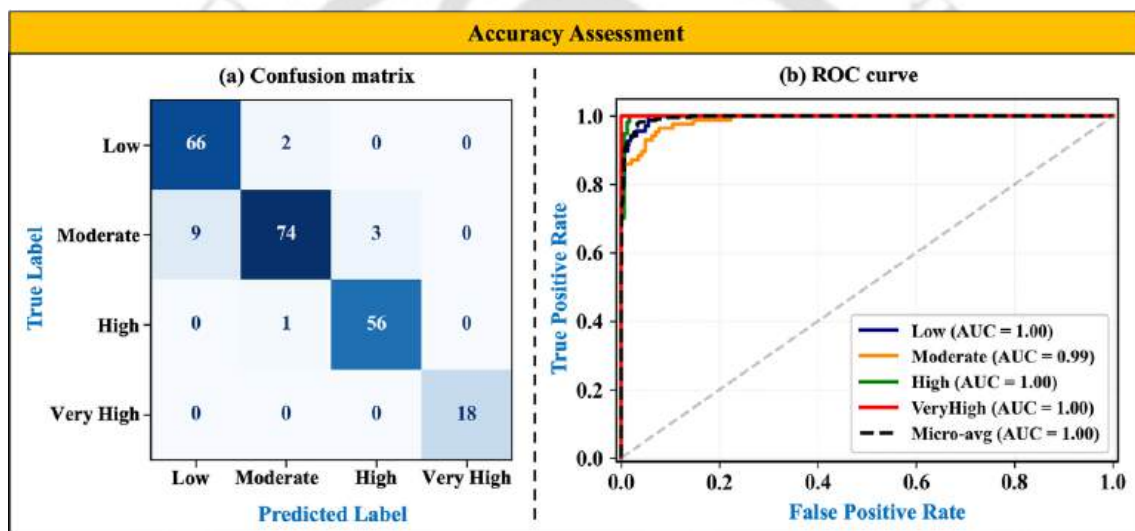 Accuracy Assessment
(a) Confusion matrix
True Label
Low
66 2 0 0
Moderate
9 74 3 0
High
0 1 56 0
Very High
0 0 0 18
Low Moderate High Very High
Predicted Label
(b) ROC curve
True Positive Rate
1.0
0.8
0.6
0.4
0.2
0.0
Low (AUC = 1.00)
Moderate (AUC = 0.99)
High (AUC = 1.00)
VeryHigh (AUC = 1.00)
Micro-avg (AUC = 1.00)
0.0 0.2 0.4 0.6 0.8 1.0
False Positive Rate